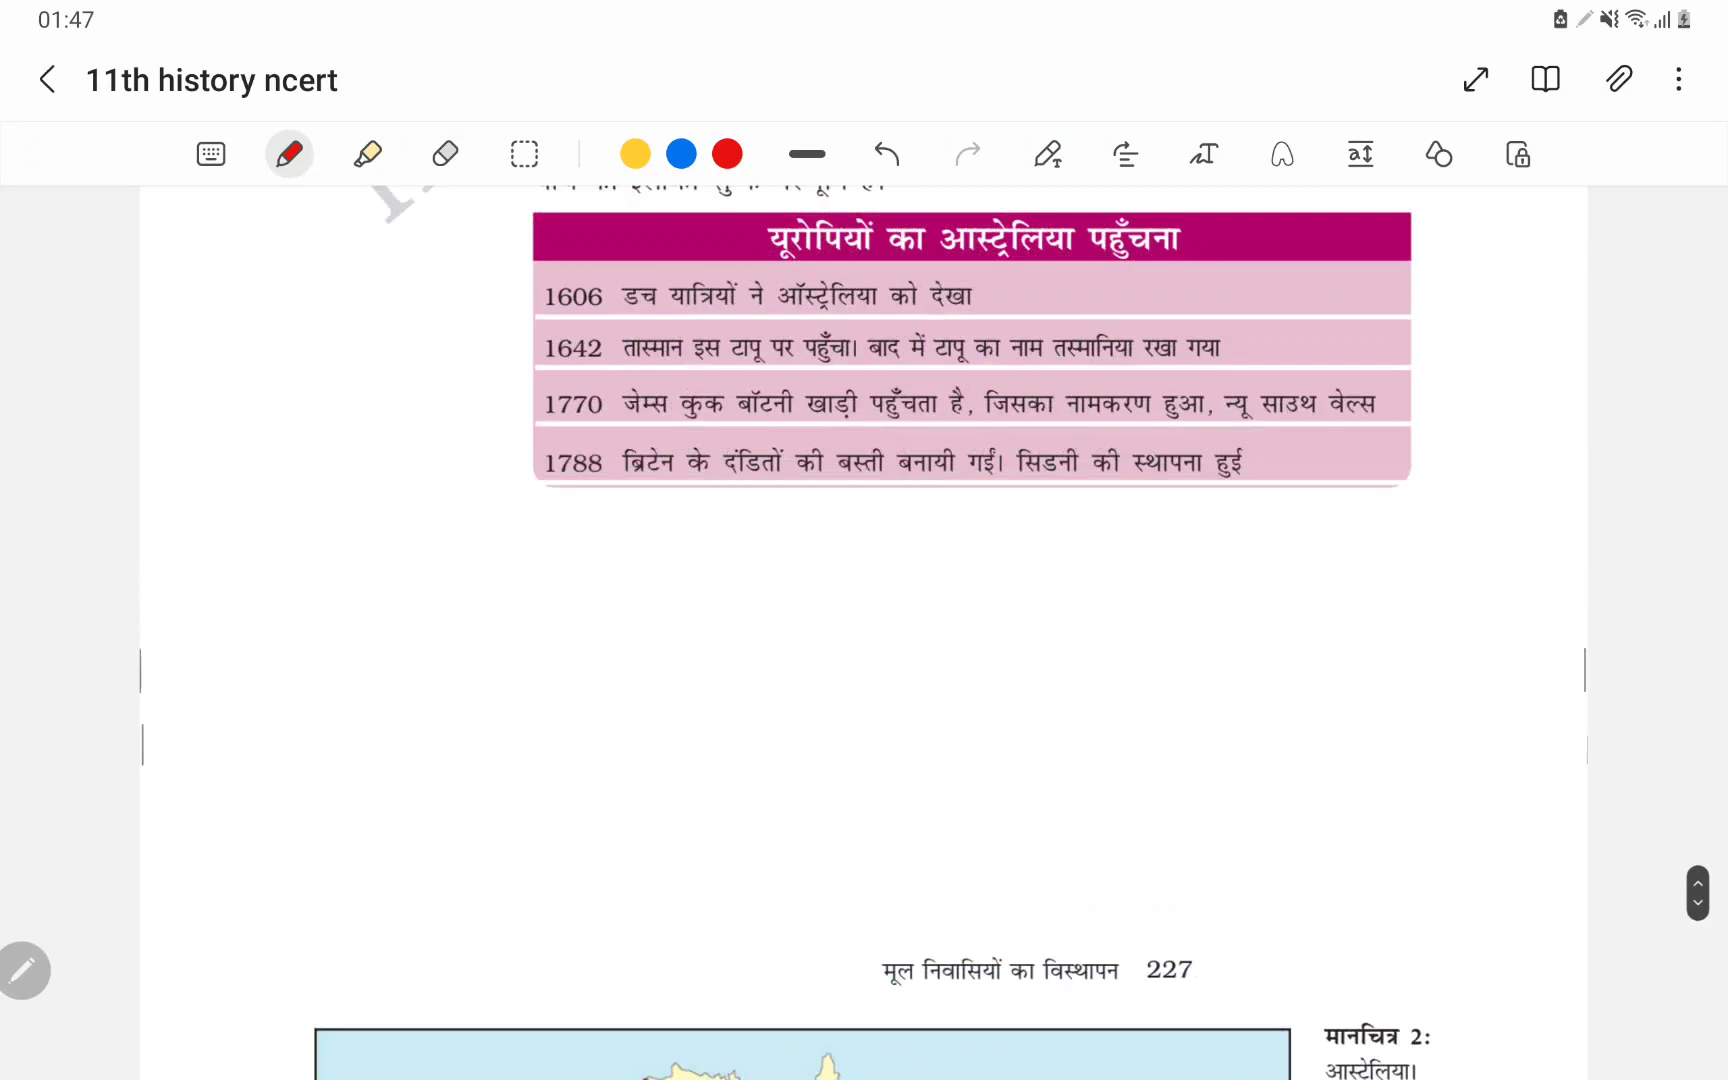 01:47
11th history ncert
यूरोपियों का आस्ट्रेलिया पहुँचना
1606 डच यात्रियों ने ऑस्ट्रेलिया को देखा
1642 तास्मान इस टापू पर पहुँचा। बाद में टापू का नाम तस्मानिया रखा गया
1770 जेम्स कुक बॉटनी खाड़ी पहुँचता है, जिसका नामकरण हुआ, न्यू साउथ वेल्स
1788 ब्रिटेन के दंडितों की बस्ती बनायी गईं। सिडनी की स्थापना हुई
मूल निवासियों का विस्थापन 227
मानचित्र 2:
आस्टेलिया।